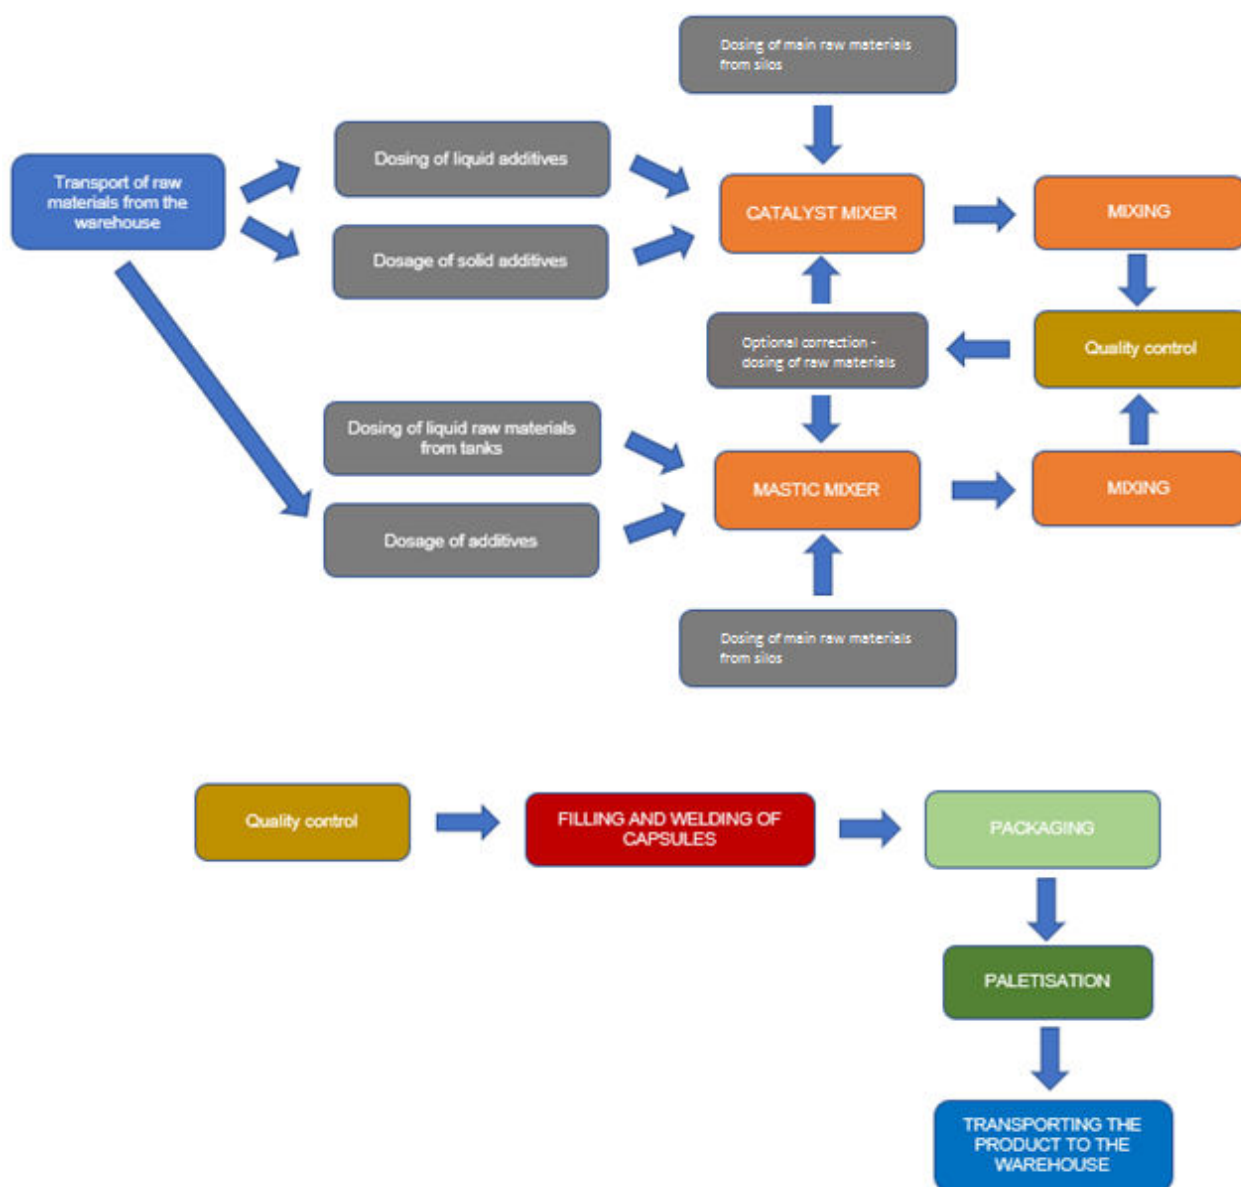 Dosing of main raw materials
from silos
Dosing of liquid additives
Transport of raw
materials from the
warehouse
CATALYST MIXER
MIXING
Dosage of solid additives
Optional correction -
dosing of raw materials
Quality control
Dosing of liquid raw materials
from tanks
MASTIC MIXER
MIXING
Dosage of additives
Dosing of main raw materials
from silos
Quality control
FILLING AND WELDING OF
CAPSULES
PACKAGING
PALETISATION
TRANSPORTING THE
PRODUCT TO THE
WAREHOUSE